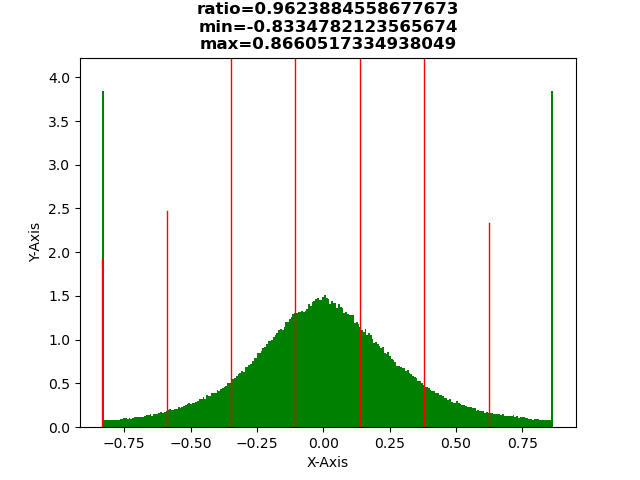 ratio=0.9623884558677673
min=-0.8334782123565674
max=0.8660517334938049
4.0
3.5
3.0
2.5
2.0
1.5
1.0
0.5
0.0
Y-Axis
−0.75 −0.50 −0.25 0.00 0.25 0.50 0.75
X-Axis